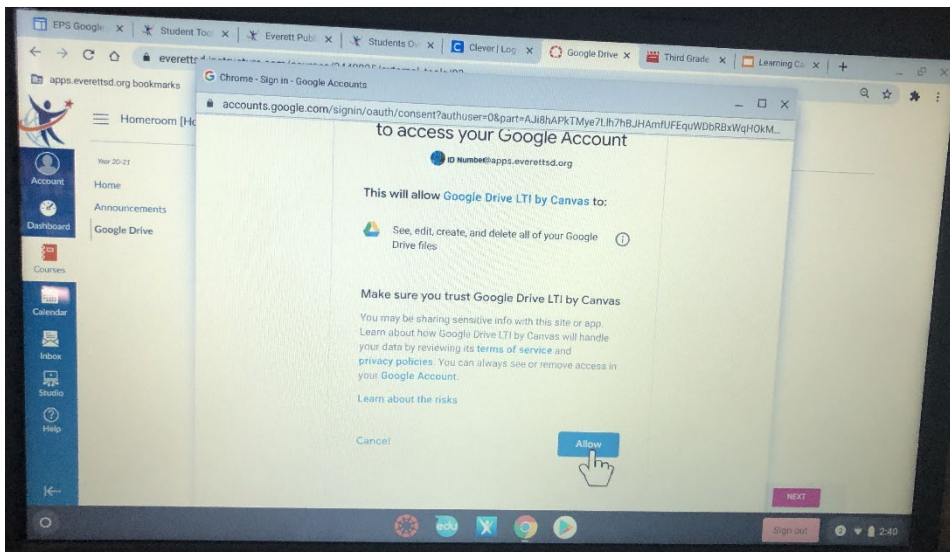 EPS Google
Student Too
Everett Publ
Students Ov
Clever | Log
Google Drive
Third Grade
Learning Ca
apps.everettsd.org bookmarks
Chrome - Sign in - Google Accounts
accounts.google.com/signin/oauth/consent?authuser=0&part=
Homeroom [Ho
Account
Dashboard
Courses
Calendar
Inbox
Studio
Help
Year 20-21
Home
Announcements
Google Drive
to access your Google Account
ID Number@apps.everettsd.org
This will allow Google Drive LTI by Canvas to:
See, edit, create, and delete all of your Google
Drive files
Make sure you trust Google Drive LTI by Canvas
You may be sharing sensitive info with this site or app.
Learn about how Google Drive LTI by Canvas will handle
your data by reviewing its terms of service and
privacy policies. You can always see or remove access in
your Google Account.
Learn about the risks
Cancel
Allow
NEXT
edu
Sign out
2:40